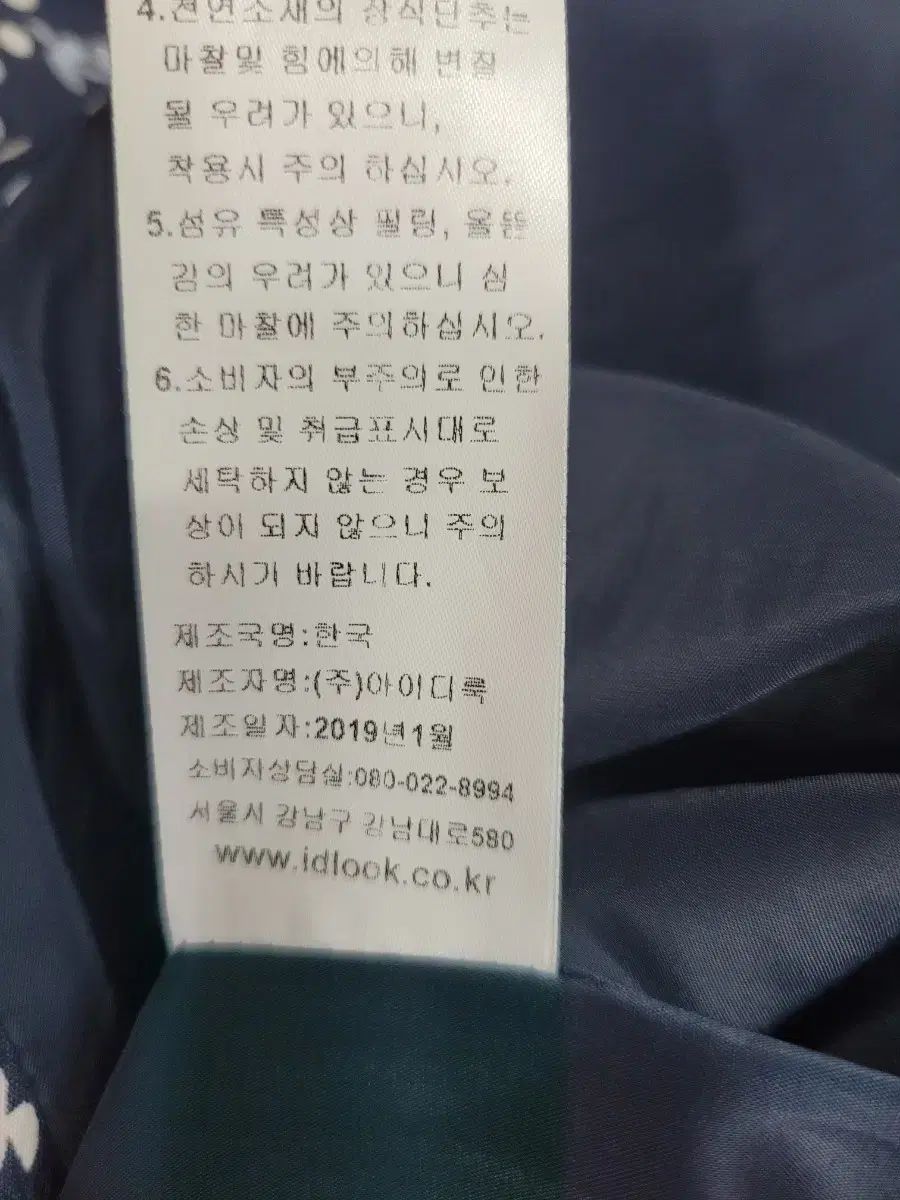 4.천연소재의 장식단추는
마찰및 힘에의해 변질
될 우려가 있으니,
착용시 주의 하십시오.
5.섬유 특성상 필링, 올뜯
김의 우려가 있으니 심
한 마찰에 주의하십시오.
6.소비자의 부주의로 인한
손상 및 취급표시대로
세탁하지 않는 경우 보
상이 되지 않으니 주의
하시기 바랍니다.
제조국명:한국
제조자명:(주)아이디룩
제조일자:2019년1월
소비자상담실:080-022-8994
서울시 강남구 강남대로580
www.idlook.co.kr